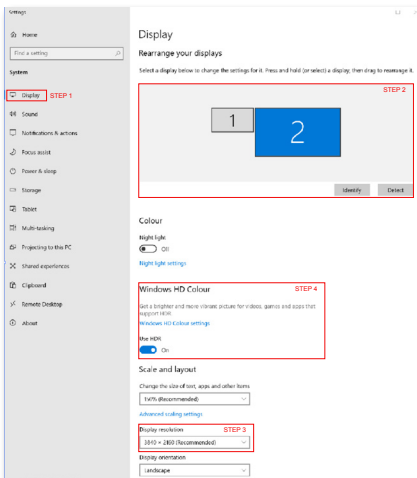 Settings
Home
Find a setting
System
Display STEP 1
Sound
Notifications & actions
Focus assist
Power & sleep
Storage
Tablet
Multi-tasking
Projecting to this PC
Shared experiences
Clipboard
Remote Desktop
About
Display
Rearrange your displays
Select a display below to change the settings for it. Press and hold (or select) a display, then drag to rearrange it.
STEP 2
1 2
Identify Detect
Colour
Night light
Off
Night light settings
Windows HD Colour STEP 4
Get a brighter and more vibrant picture for videos, games and apps that
support HDR.
Windows HD Colour settings
Use HDR
On
Scale and layout
Change the size of text, apps and other items
(Recommended)
Advanced scaling settings
Display resolution STEP 3
3840 × 2160 (Recommended)
Display orientation
Landscape